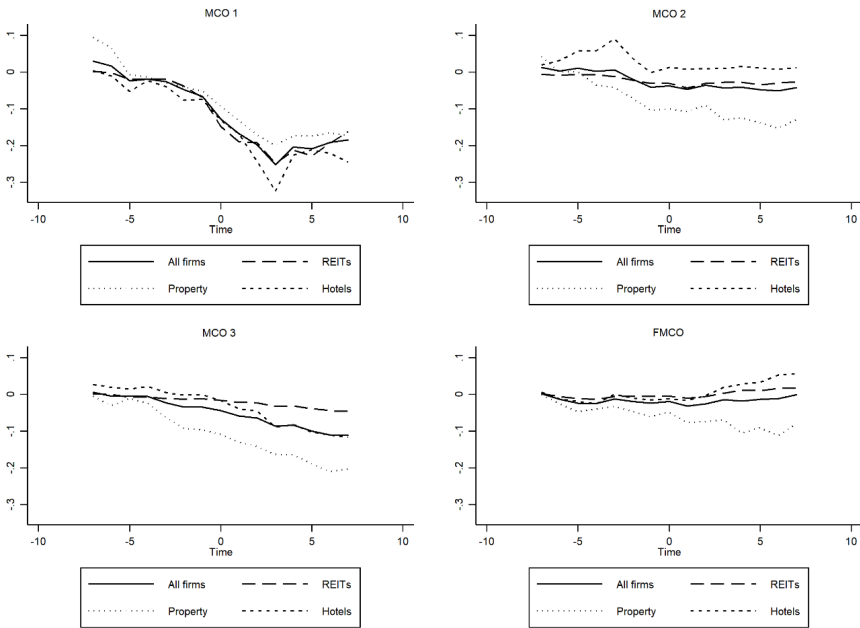 MCO 1
.1
0
-.1
-.2
-.3
-10 -5 0 5 10
Time
All firms REITs
Property Hotels
MCO 2
.1
0
-.1
-.2
-.3
-10 -5 0 5 10
Time
All firms REITs
Property Hotels
MCO 3
.1
0
-.1
-.2
-.3
-10 -5 0 5 10
Time
All firms REITs
Property Hotels
FMCO
.1
0
-.1
-.2
-.3
-10 -5 0 5 10
Time
All firms REITs
Property Hotels